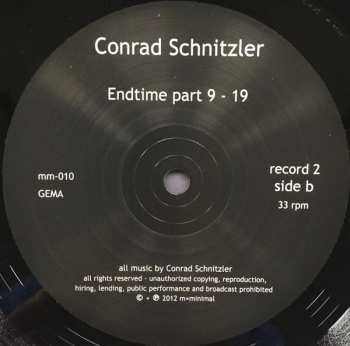 Conrad Schnitzler
Endtime part 9 - 19
mm-010
GEMA
record 2
side b
33 rpm
all music by Conrad Schnitzler
all rights reserved - unauthorized copying, reproduction,
hiring, lending, public performance and broadcast prohibited
© + ℗ 2012 m=minimal